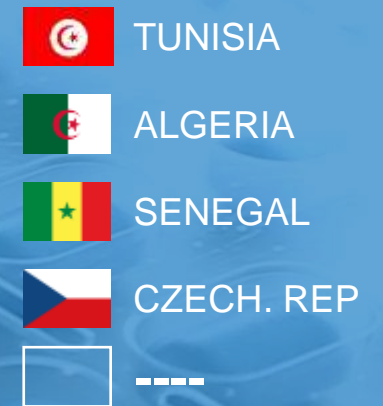 TUNISIA
ALGERIA
SENEGAL
CZECH. REP
----